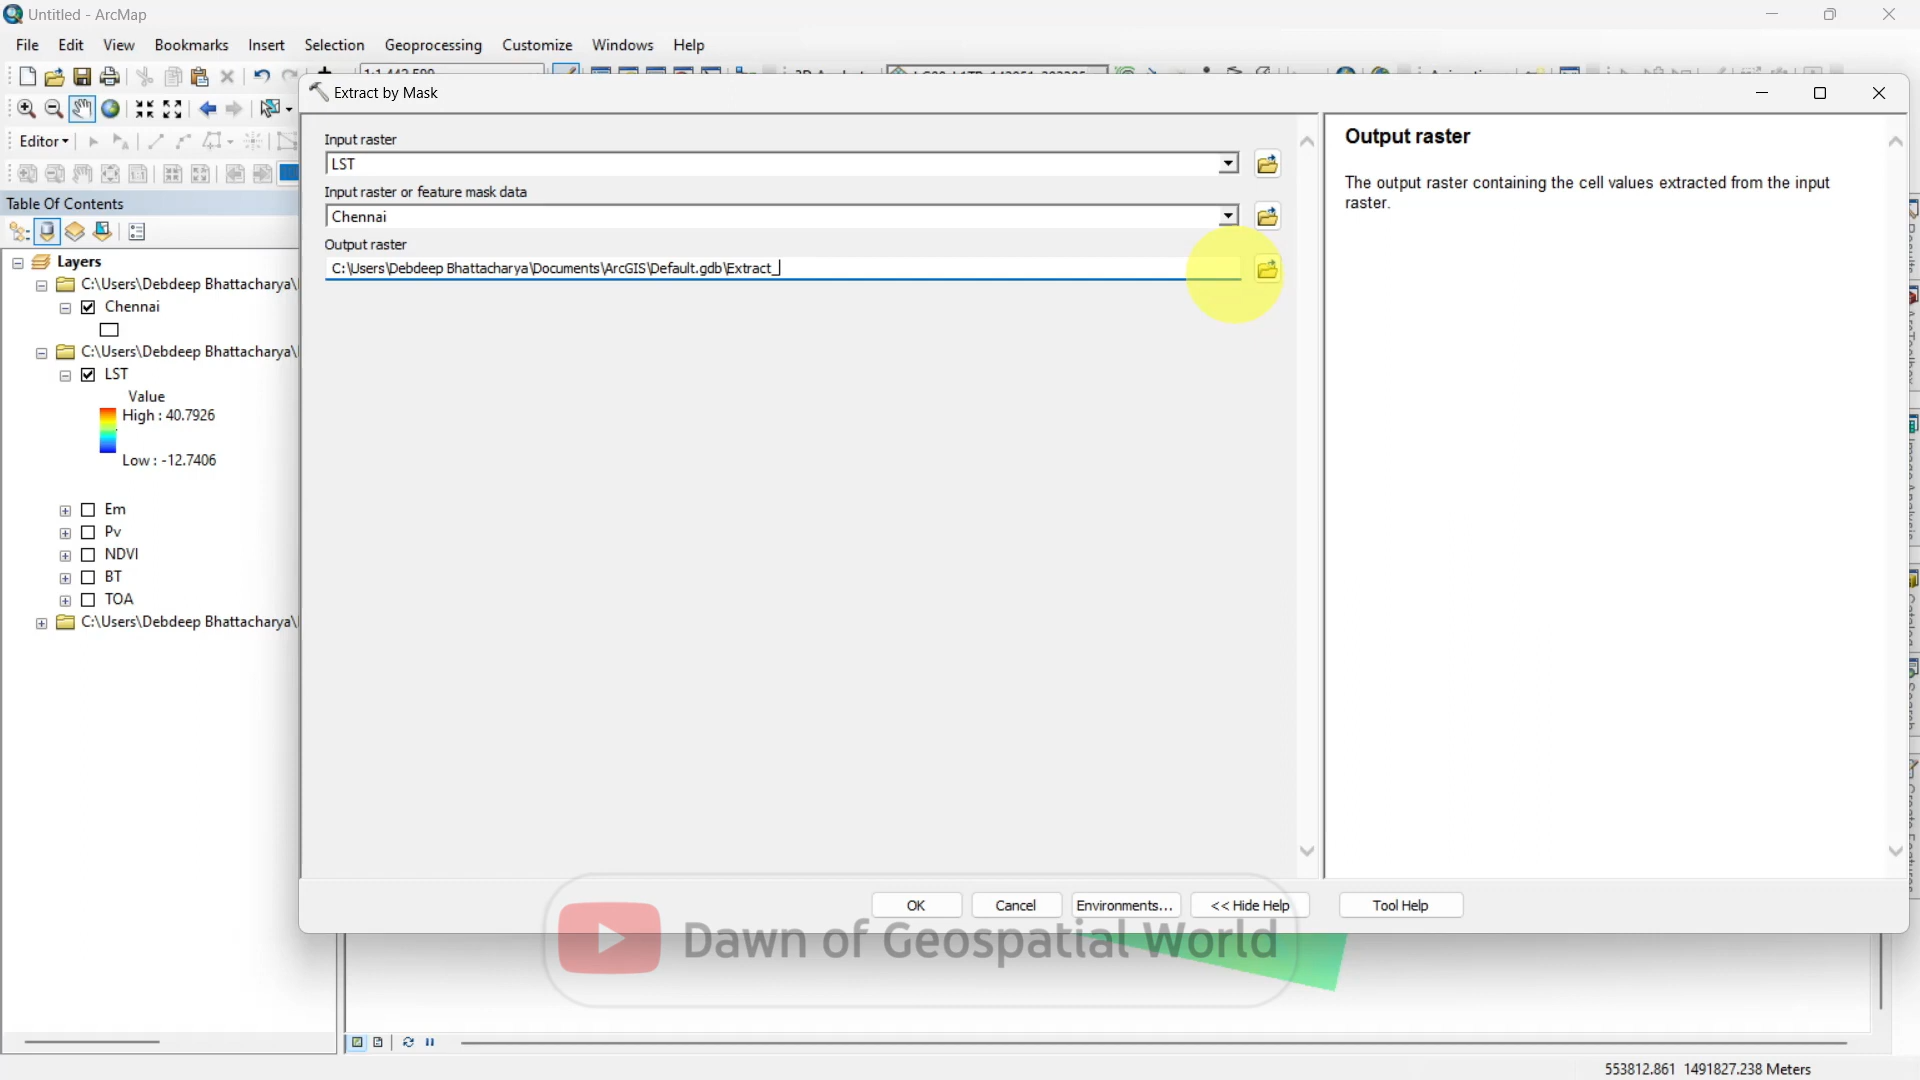 Untitled - ArcMap
File Edit View Bookmarks Insert Selection Geoprocessing Customize Windows Help
Extract by Mask
Editor
Input raster
LST
Input raster or feature mask data
Chennai
Output raster
C:\Users\Debdeep Bhattacharya\Documents\ArcGIS\Default.gdb\Extract_
Output raster
The output raster containing the cell values extracted from the input
raster.
Table Of Contents
Layers
C:\Users\Debdeep Bhattacharya\
Chennai
C:\Users\Debdeep Bhattacharya\
LST
Value
High : 40.7926
Low : -12.7406
Em
Pv
NDVI
BT
TOA
C:\Users\Debdeep Bhattacharya\
OK Cancel Environments... << Hide Help Tool Help
Dawn of Geospatial World
553812.861 1491827.238 Meters